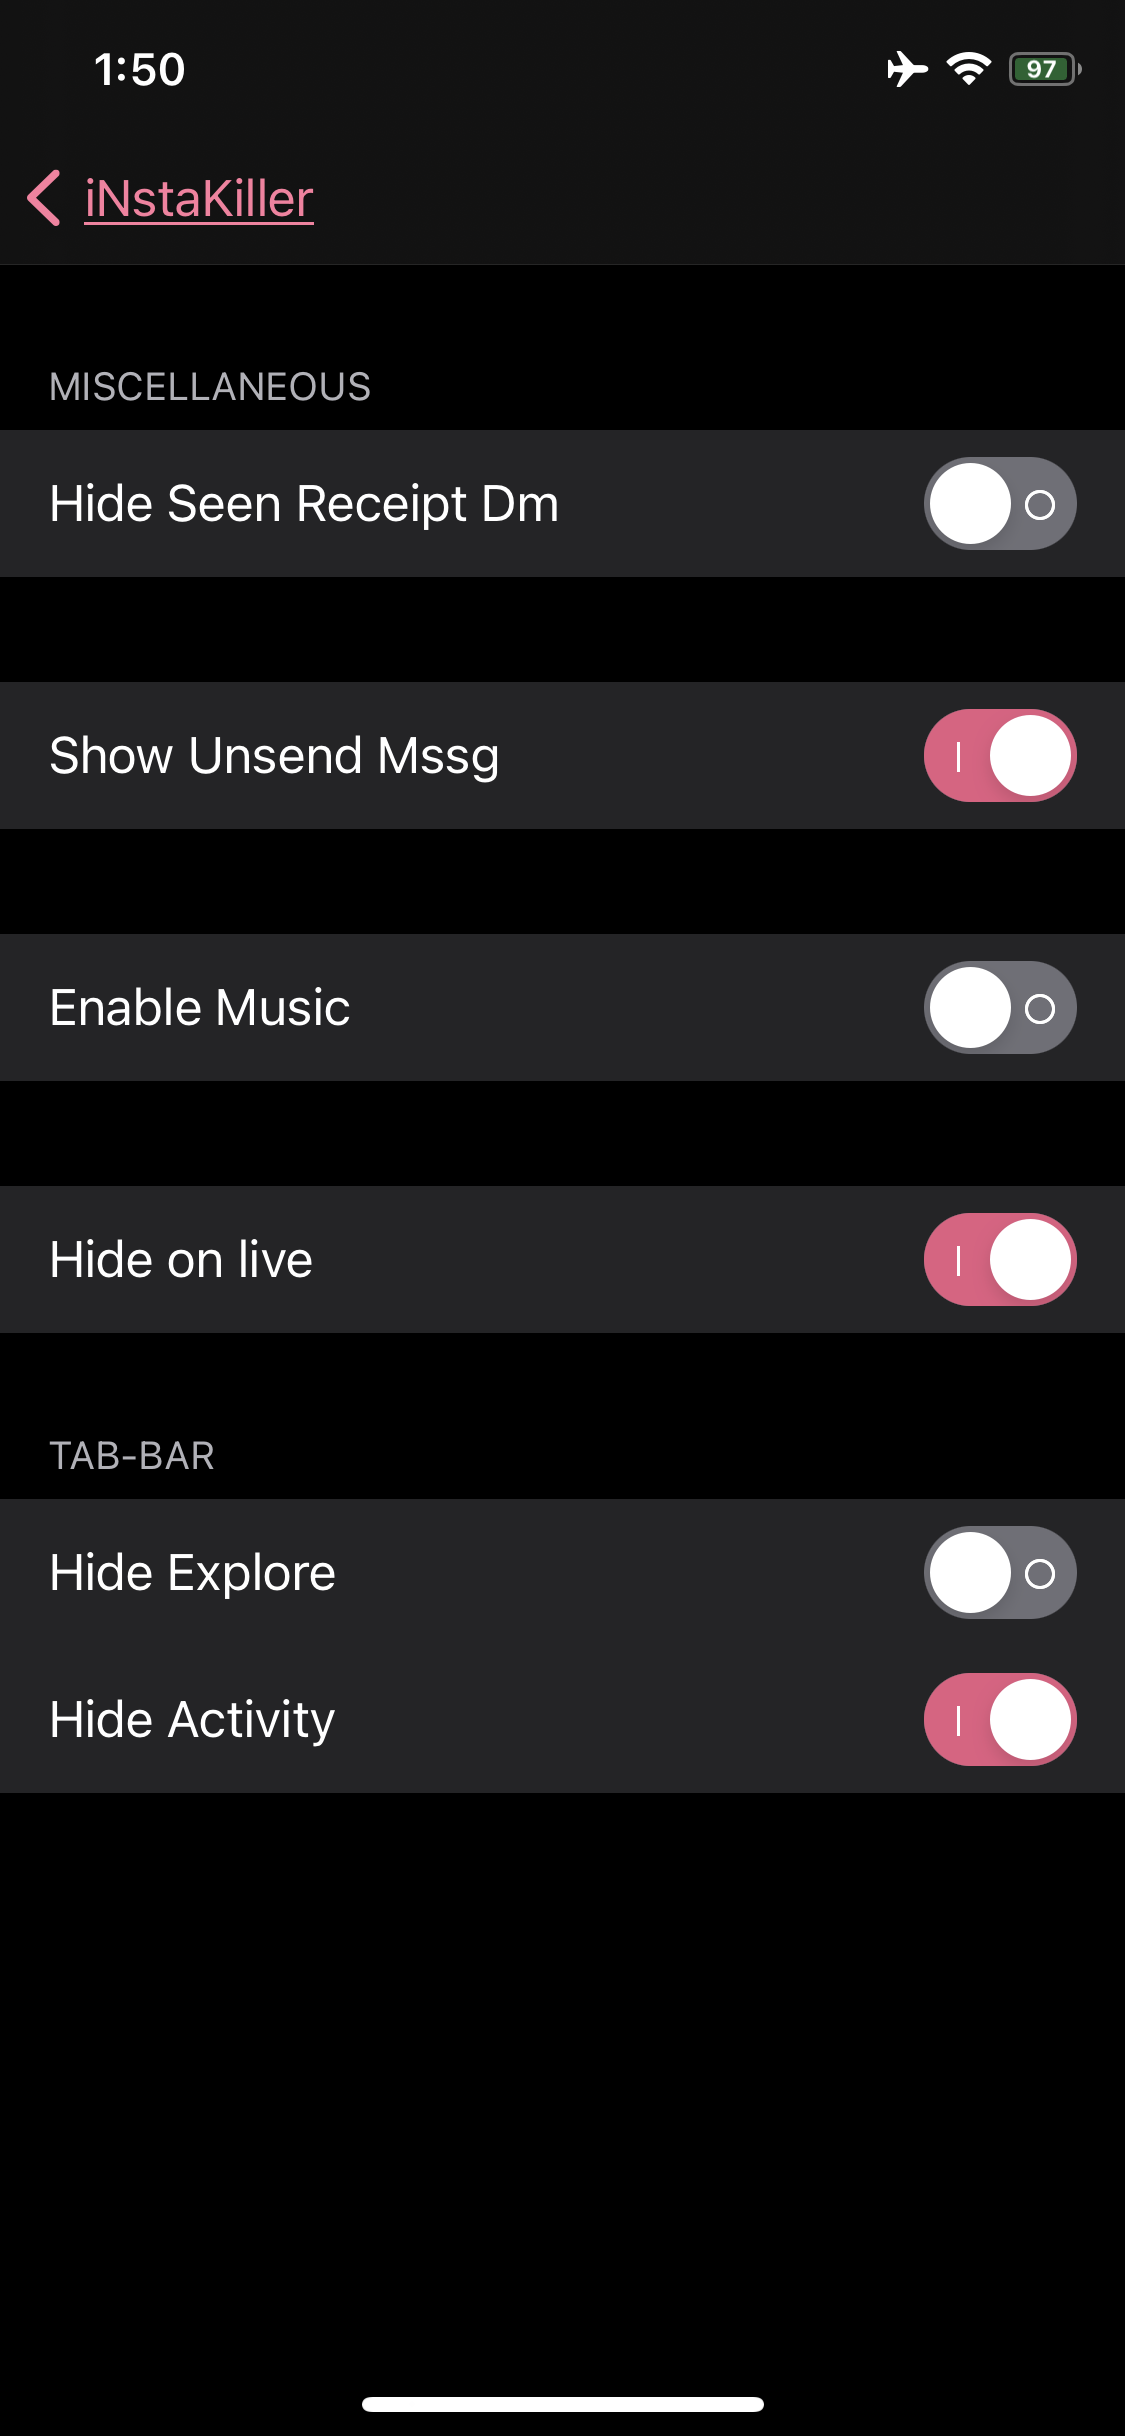 1:50
97
iNstaKiller
MISCELLANEOUS
Hide Seen Receipt Dm
Show Unsend Mssg
Enable Music
Hide on live
TAB-BAR
Hide Explore
Hide Activity